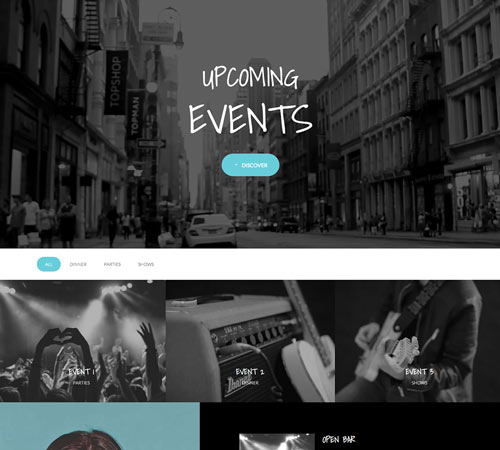 TOPSHOP
TOPMAN
UPCOMING
EVENTS
DISCOVER
ALL
DINNER
PARTIES
SHOWS
EVENT 1
PARTIES
EVENT 2
DINNER
EVENT 3
SHOWS
OPEN BAR